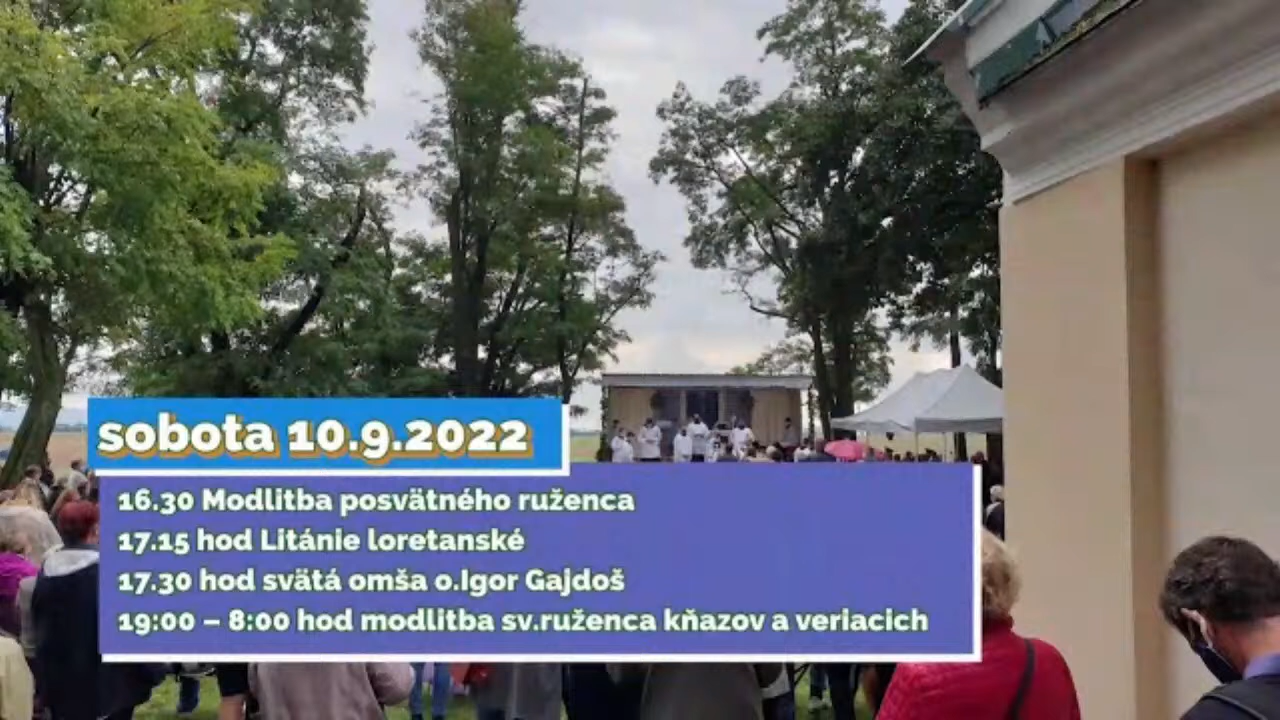 sobota 10.9.2022
16.30 Modlitba posvätného ruženca
17.15 hod Litánie loretanské
17.30 hod svätá omša o.Igor Gajdoš
19:00 – 8:00 hod modlitba sv.ruženca kňazov a veriacich